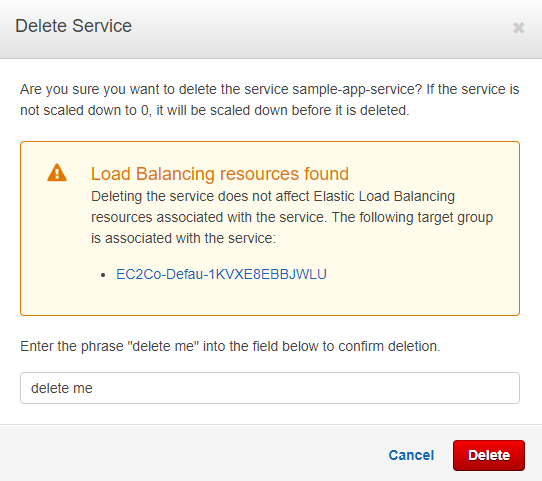 Delete Service
Are you sure you want to delete the service sample-app-service? If the service is
not scaled down to 0, it will be scaled down before it is deleted.
Load Balancing resources found
Deleting the service does not affect Elastic Load Balancing
resources associated with the service. The following target group
is associated with the service:
• EC2Co-Defau-1KVXE8EBBJWLU
Enter the phrase "delete me" into the field below to confirm deletion.
delete me
Cancel
Delete